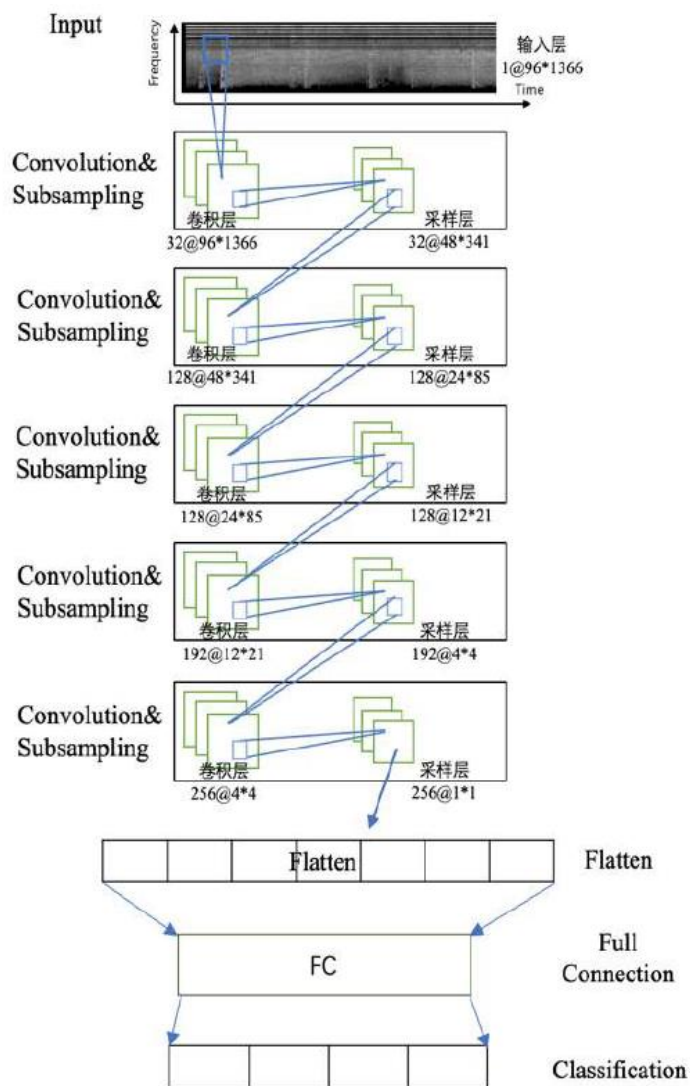 Input
Frequency
输入层
1@96*1366
Time
Convolution&
Subsampling
卷积层
32@96*1366
采样层
32@48*341
Convolution&
Subsampling
卷积层
128@48*341
采样层
128@24*85
Convolution&
Subsampling
卷积层
128@24*85
采样层
128@12*21
Convolution&
Subsampling
卷积层
192@12*21
采样层
192@4*4
Convolution&
Subsampling
卷积层
256@4*4
采样层
256@1*1
Flatten
Flatten
FC
Full
Connection
Classification